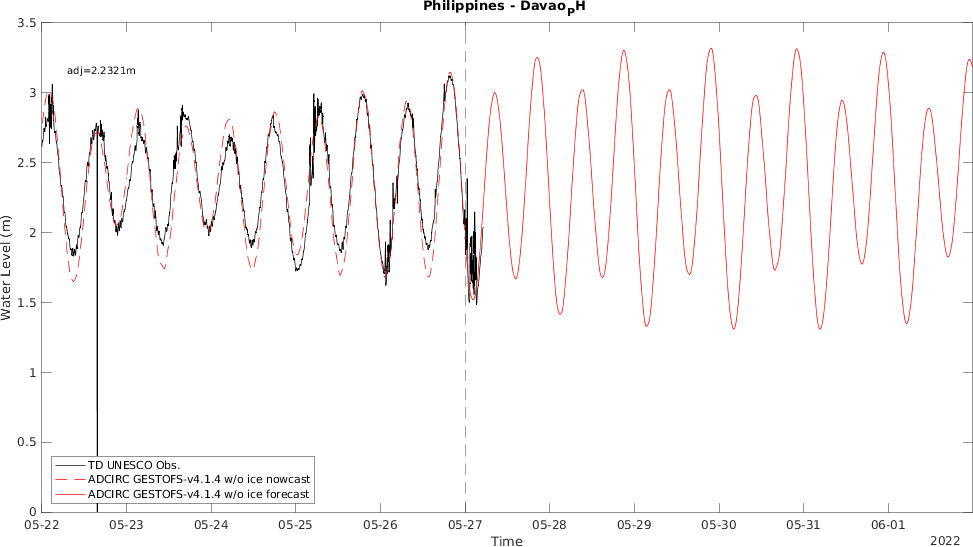 Philippines - DavaoPH
3.5
adj=2.2321m
3
2.5
2
1.5
1
0.5
0
Water Level (m)
TD UNESCO Obs.
ADCIRC GESTOFS-v4.1.4 w/o ice nowcast
ADCIRC GESTOFS-v4.1.4 w/o ice forecast
05-22 05-23 05-24 05-25 05-26 05-27 05-28 05-29 05-30 05-31 06-01
Time
2022